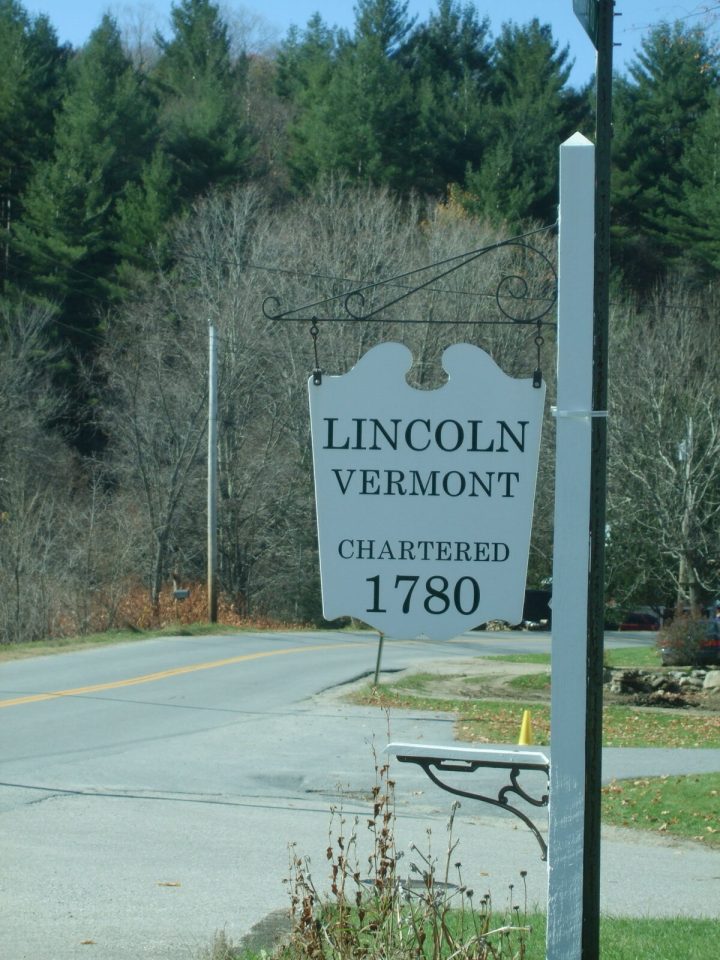 LINCOLN
VERMONT
CHARTERED
1780